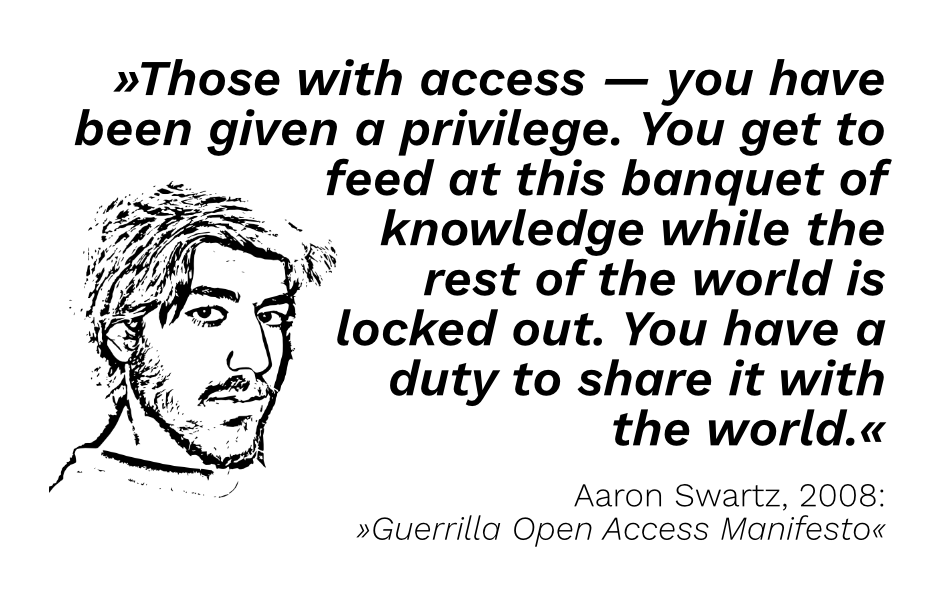 »Those with access — you have
been given a privilege. You get to
feed at this banquet of
knowledge while the
rest of the world is
locked out. You have a
duty to share it with
the world.«
Aaron Swartz, 2008:
»Guerrilla Open Access Manifesto«